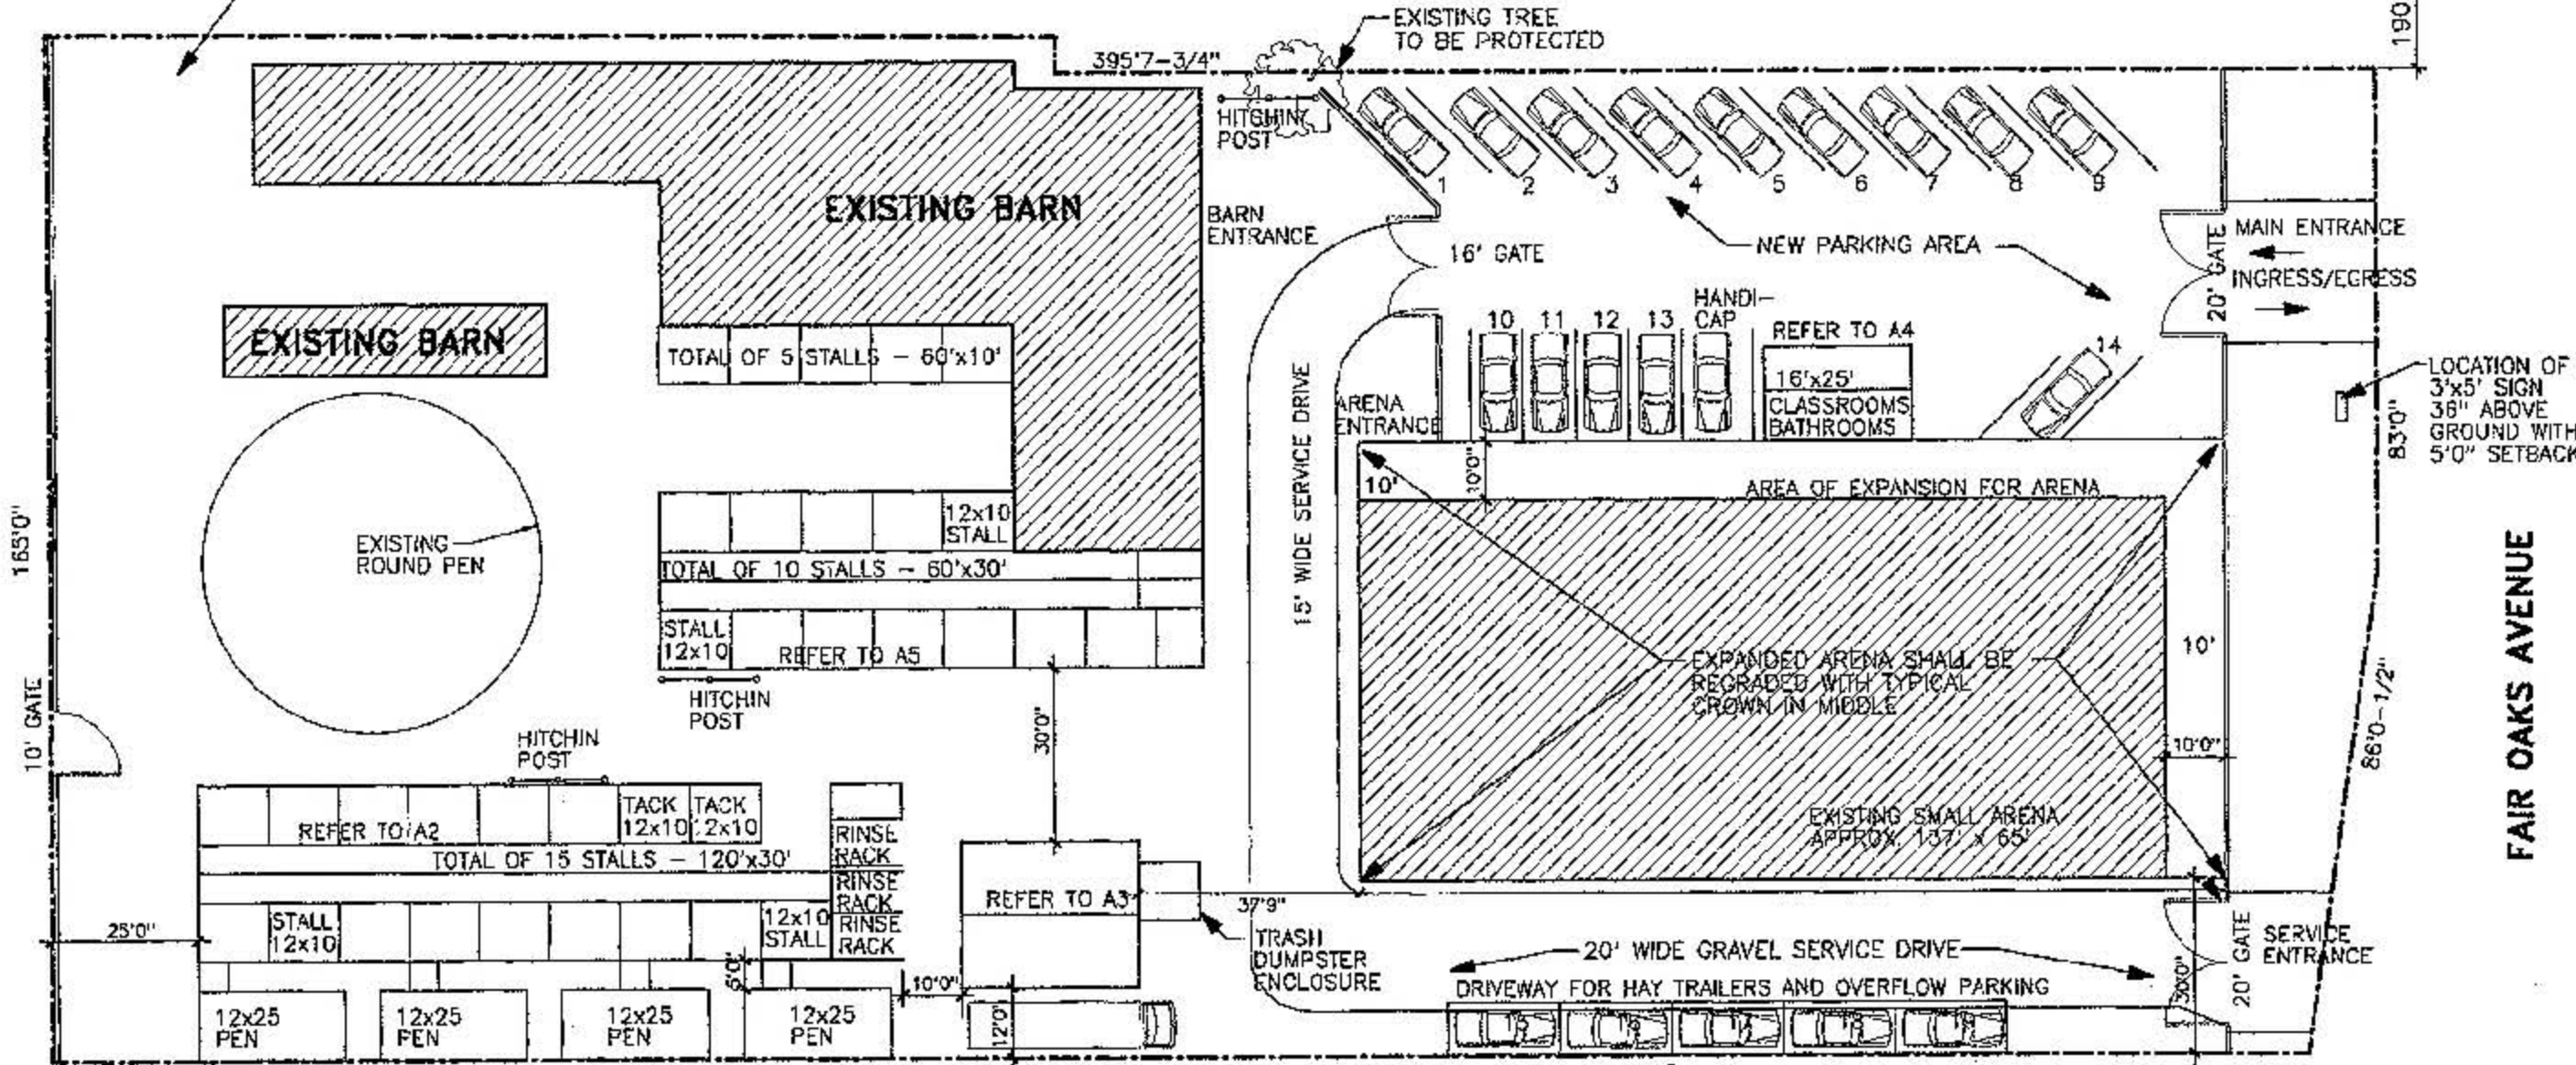 EXISTING TREE
TO BE PROTECTED
190
395'7-3/4"
HITCHIN
POST
1 2 3 4 5 6 7 8 9
EXISTING BARN
BARN
ENTRANCE
16' GATE
NEW PARKING AREA
20' GATE
MAIN ENTRANCE
INGRESS/EGRESS
EXISTING BARN
TOTAL OF 5 STALLS - 60'x10'
15' WIDE SERVICE DRIVE
ARENA
ENTRANCE
10 11 12 13
HANDI-
CAP
REFER TO A4
16'x25'
CLASSROOMS
BATHROOMS
14
LOCATION OF
3'x5' SIGN
36" ABOVE
GROUND WITH
5'0" SETBACK
83'0"
10'
10'0"
AREA OF EXPANSION FOR ARENA
165'0"
EXISTING
ROUND PEN
12x10
STALL
TOTAL OF 10 STALLS - 60'x30'
STALL
12x10
REFER TO A5
HITCHIN
POST
30'0"
EXPANDED ARENA SHALL BE
REGRADED WITH TYPICAL
CROWN IN MIDDLE
10'
10'0"
86'0-1/2"
FAIR OAKS AVENUE
10' GATE
HITCHIN
POST
REFER TO A2
TACK
12x10
TACK
12x10
RINSE
RACK
RINSE
RACK
RINSE
RACK
TOTAL OF 15 STALLS - 120'x30'
EXISTING SMALL ARENA
APPROX. 137' x 65'
REFER TO A3
37'9"
25'0"
STALL
12x10
12x10
STALL
TRASH
DUMPSTER
ENCLOSURE
20' WIDE GRAVEL SERVICE DRIVE
DRIVEWAY FOR HAY TRAILERS AND OVERFLOW PARKING
30'0"
20' GATE
SERVICE
ENTRANCE
10'0"
12'0"
12x25
PEN
12x25
PEN
12x25
PEN
12x25
PEN